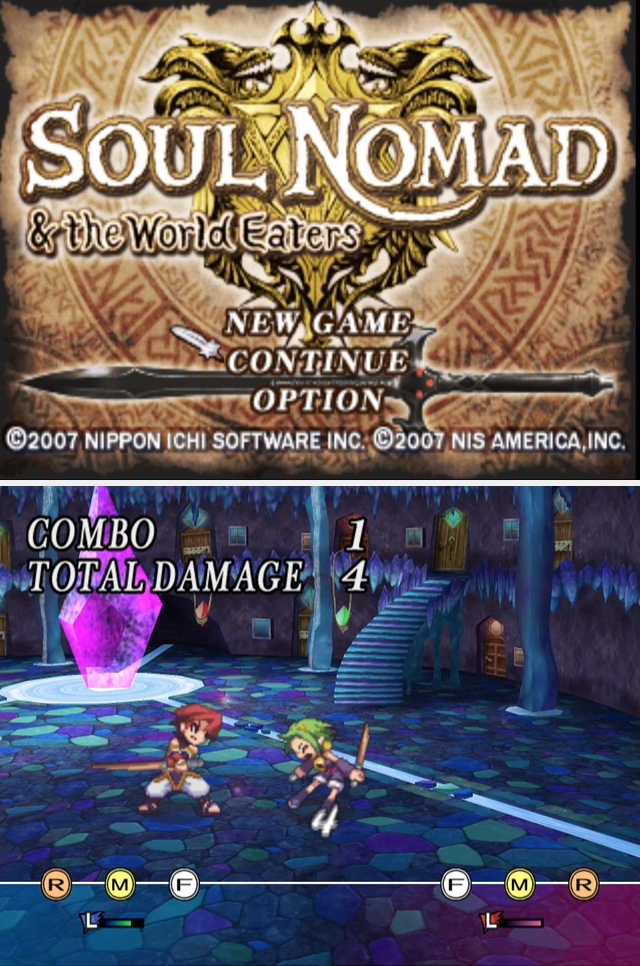 SOUL NOMAD
& the World Eaters
NEW GAME
CONTINUE
OPTION
©2007 NIPPON ICHI SOFTWARE INC. ©2007 NIS AMERICA,INC.
COMBO 1
TOTAL DAMAGE 4
4
R M F F M R
L L